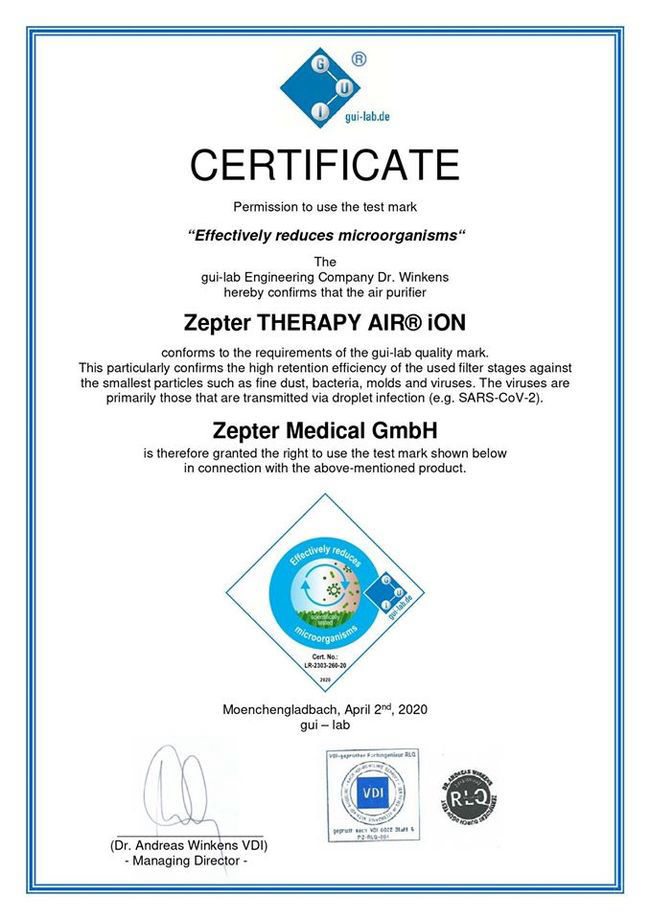 G
U
I
®
gui-lab.de
CERTIFICATE
Permission to use the test mark
“Effectively reduces microorganisms“
The
gui-lab Engineering Company Dr. Winkens
hereby confirms that the air purifier
Zepter THERAPY AIR® iON
conforms to the requirements of the gui-lab quality mark.
This particularly confirms the high retention efficiency of the used filter stages against
the smallest particles such as fine dust, bacteria, molds and viruses. The viruses are
primarily those that are transmitted via droplet infection (e.g. SARS-CoV-2).
Zepter Medical GmbH
is therefore granted the right to use the test mark shown below
in connection with the above-mentioned product.
Effectively reduces
scientifically
tested
microorganisms
G
U
I
gui-lab.de
Cert. No.:
LR-2303-260-20
2020
Moenchengladbach, April 2nd, 2020
gui – lab
VDI-geprüfter Fachingenieur RLQ
VDI
geprüft nach VDI 6022 Blatt 4
DR. ANDREAS WINKENS
RLQ
(Dr. Andreas Winkens VDI)
- Managing Director -